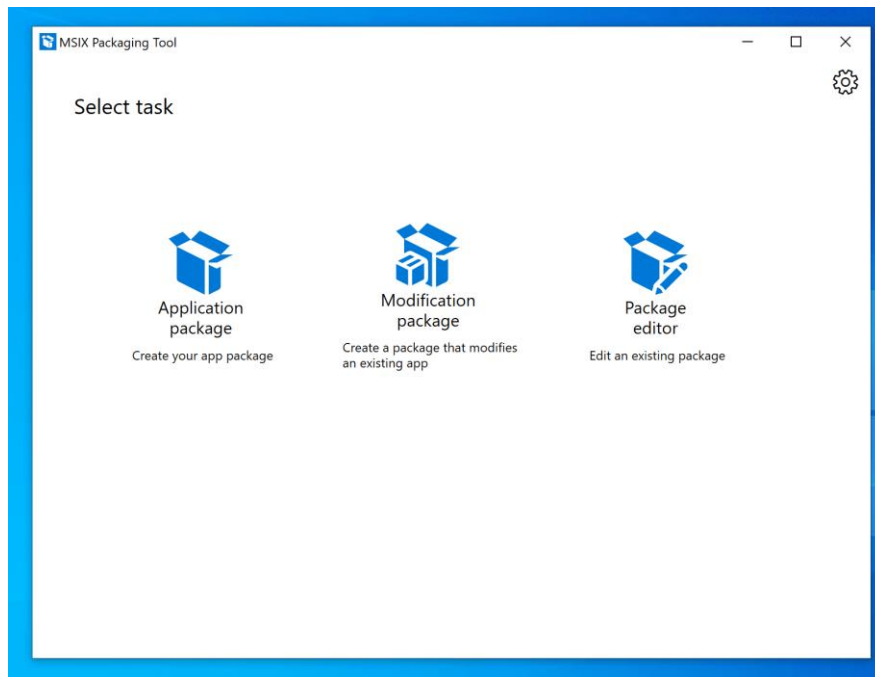 MSIX Packaging Tool
Select task
Application
package
Create your app package
Modification
package
Create a package that modifies
an existing app
Package
editor
Edit an existing package